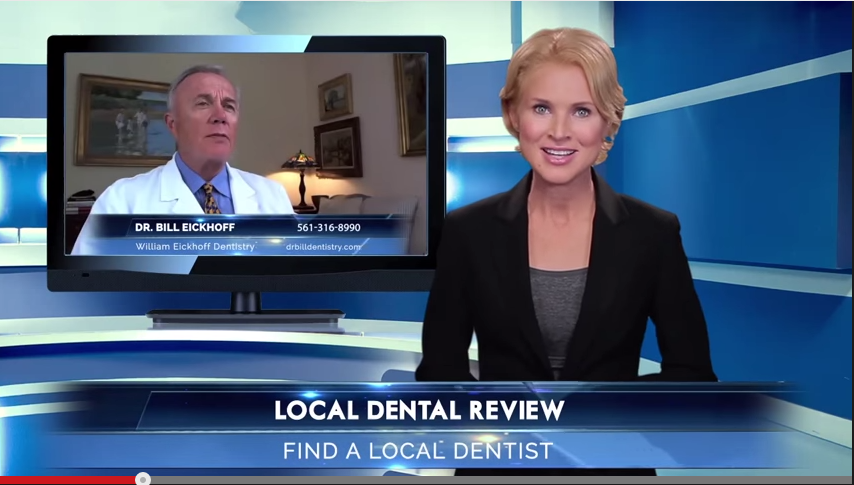 DR. BILL EICKHOFF 561-316-8990
William Eickhoff Dentistry drbilldentistry.com
LOCAL DENTAL REVIEW
FIND A LOCAL DENTIST